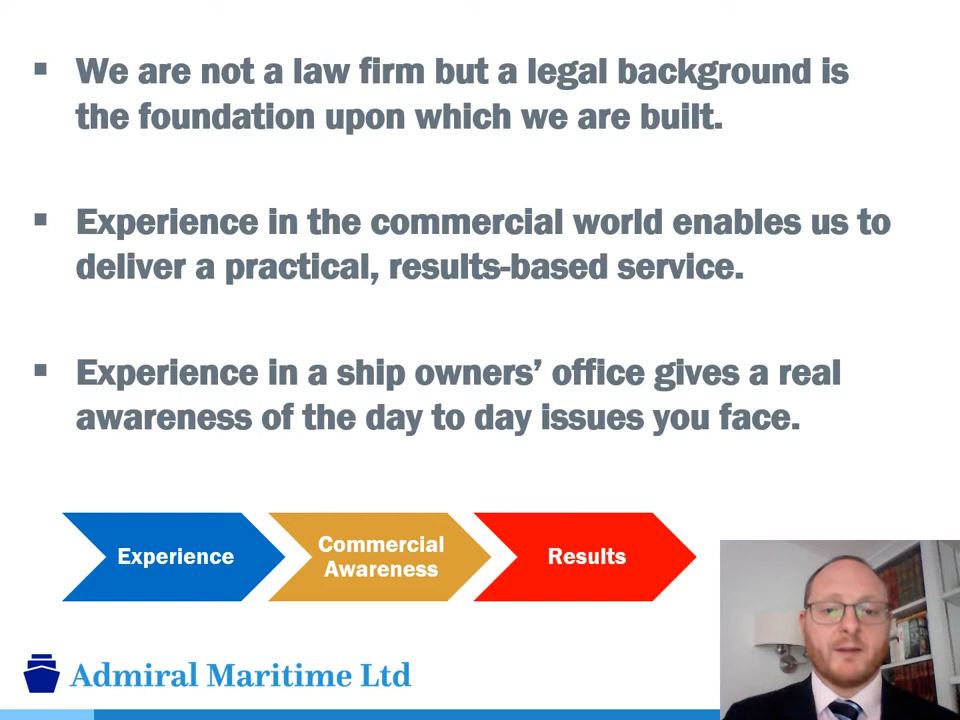 We are not a law firm but a legal background is
the foundation upon which we are built.
Experience in the commercial world enables us to
deliver a practical, results-based service.
Experience in a ship owners’ office gives a real
awareness of the day to day issues you face.
Experience
Commercial
Awareness
Results
Admiral Maritime Ltd